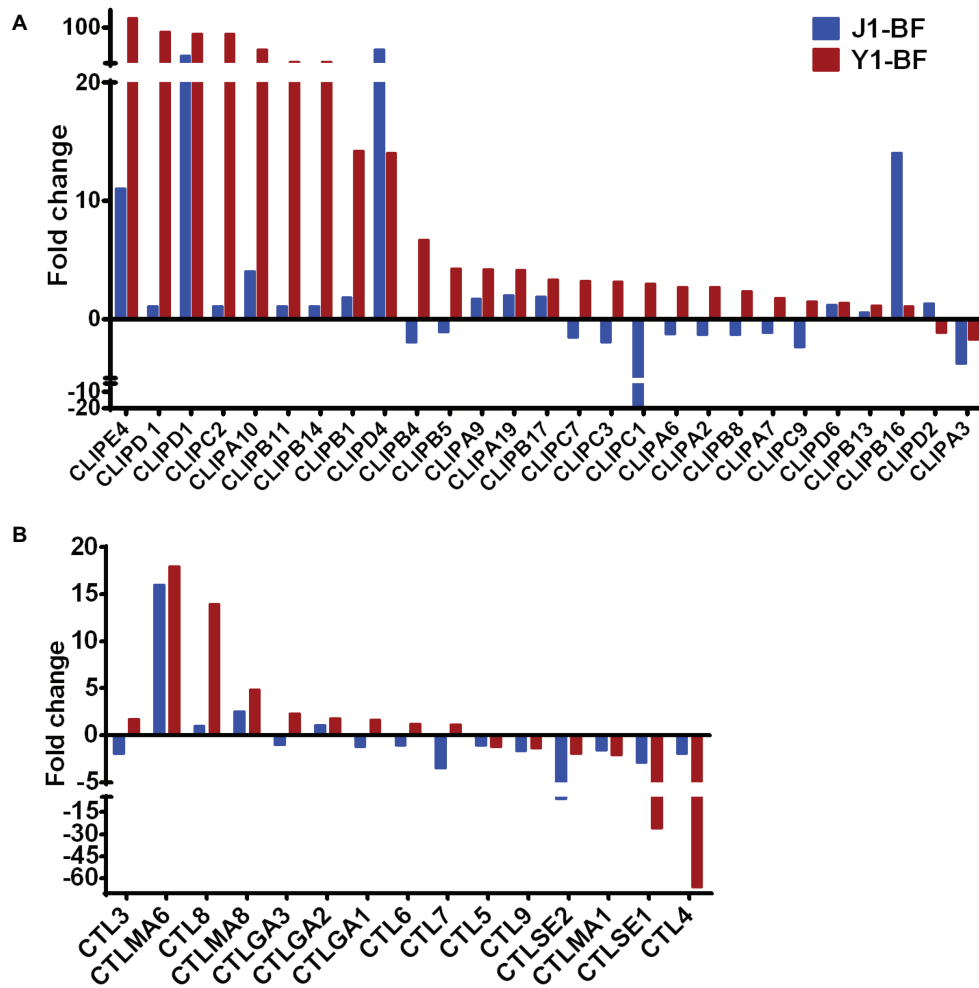 A
J1-BF
Y1-BF
Fold change
100
20
10
0
-10
-20
CLIPE4
CLIPD 1
CLIPD1
CLIPC2
CLIPA10
CLIPB11
CLIPB14
CLIPB1
CLIPD4
CLIPB4
CLIPB5
CLIPA9
CLIPA19
CLIPB17
CLIPC7
CLIPC3
CLIPC1
CLIPA6
CLIPA2
CLIPB8
CLIPA7
CLIPC9
CLIPD6
CLIPB13
CLIPB16
CLIPD2
CLIPA3
B
Fold change
20
15
10
5
0
-5
-15
-30
-45
-60
CTL3
CTLMA6
CTL8
CTLMA8
CTLGA3
CTLGA2
CTLGA1
CTL6
CTL7
CTL5
CTL9
CTLSE2
CTLMA1
CTLSE1
CTL4